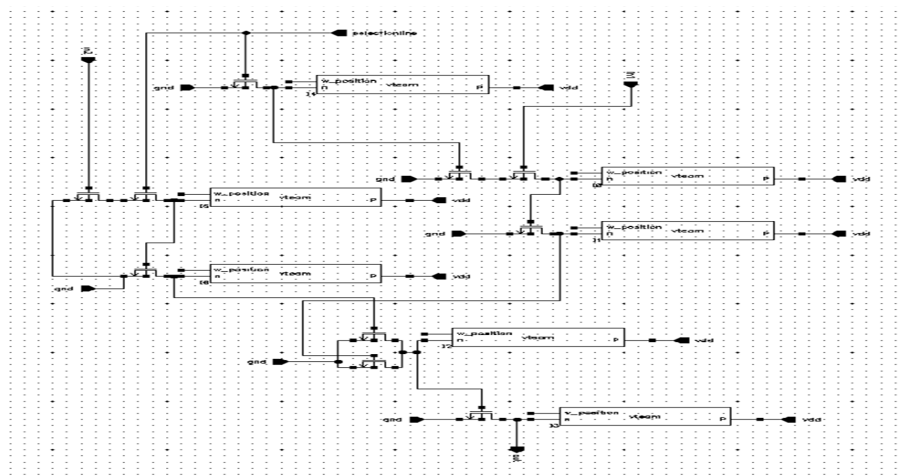 selectionline
w_position
vteam
n
P
gnd
vdd
w_position
vteam
n
P
gnd
vdd
w_position
vteam
n
P
vdd
w_position
vteam
n
P
gnd
vdd
w_position
vteam
n
P
gnd
vdd
w_position
vteam
n
P
gnd
vdd
w_position
vteam
n
P
gnd
vdd